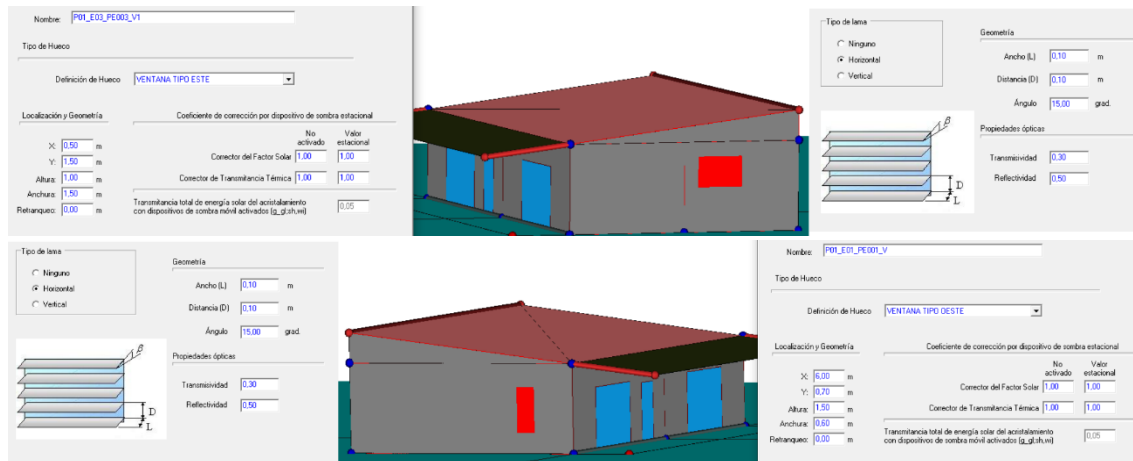 Nombre: P01_E03_PE003_V1
Tipo de Hueco
Definición de Hueco VENTANA TIPO ESTE
Localización y Geometría
X: 0,50 m
Y: 1,50 m
Altura: 1,00 m
Anchura: 1,50 m
Retranqueo: 0,00 m
Coeficiente de corrección por dispositivo de sombra estacional
No activado Valor estacional
Corrector del Factor Solar 1,00 1,00
Corrector de Transmitancia Térmica 1,00 1,00
Transmitancia total de energía solar del acristalamiento
con dispositivos de sombra móvil activados (g_gl;sh,wi) 0,05
Tipo de lama
Ninguno
Horizontal
Vertical
Geometría
Ancho (L) 0,10 m
Distancia (D) 0,10 m
Ángulo 15,00 grad.
Propiedades ópticas
Transmisividad 0,30
Reflectividad 0,50
β
D
L
Tipo de lama
Ninguno
Horizontal
Vertical
Geometría
Ancho (L) 0,10 m
Distancia (D) 0,10 m
Ángulo 15,00 grad.
Propiedades ópticas
Transmisividad 0,30
Reflectividad 0,50
β
D
L
Nombre: P01_E01_PE001_V
Tipo de Hueco
Definición de Hueco VENTANA TIPO OESTE
Localización y Geometría
X: 6,00 m
Y: 0,70 m
Altura: 1,50 m
Anchura: 0,60 m
Retranqueo: 0,00 m
Coeficiente de corrección por dispositivo de sombra estacional
No activado Valor estacional
Corrector del Factor Solar 1,00 1,00
Corrector de Transmitancia Térmica 1,00 1,00
Transmitancia total de energía solar del acristalamiento
con dispositivos de sombra móvil activados (g_gl;sh,wi) 0,05